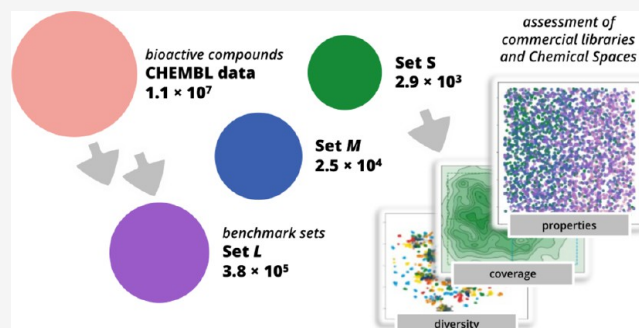 bioactive compounds
CHEMBL data
1.1 × 10⁷
Set S
2.9 × 10³
Set M
2.5 × 10⁴
benchmark sets
Set L
3.8 × 10⁵
assessment of
commercial libraries
and Chemical Spaces
properties
coverage
diversity